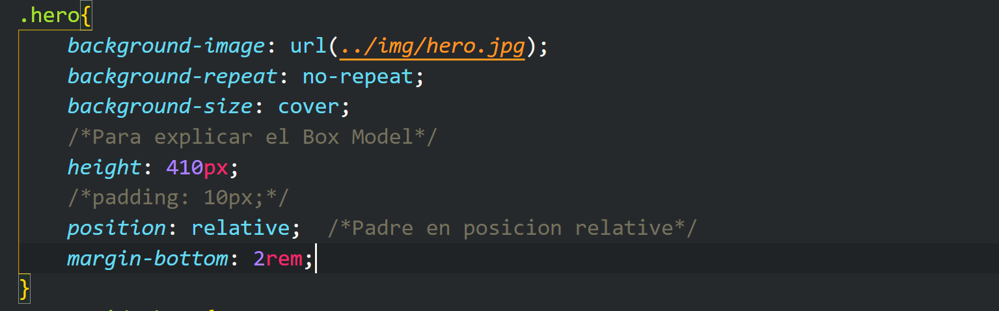 .hero{
background-image: url(../img/hero.jpg);
background-repeat: no-repeat;
background-size: cover;
/*Para explicar el Box Model*/
height: 410px;
/*padding: 10px;*/
position: relative;  /*Padre en posicion relative*/
margin-bottom: 2rem;
}